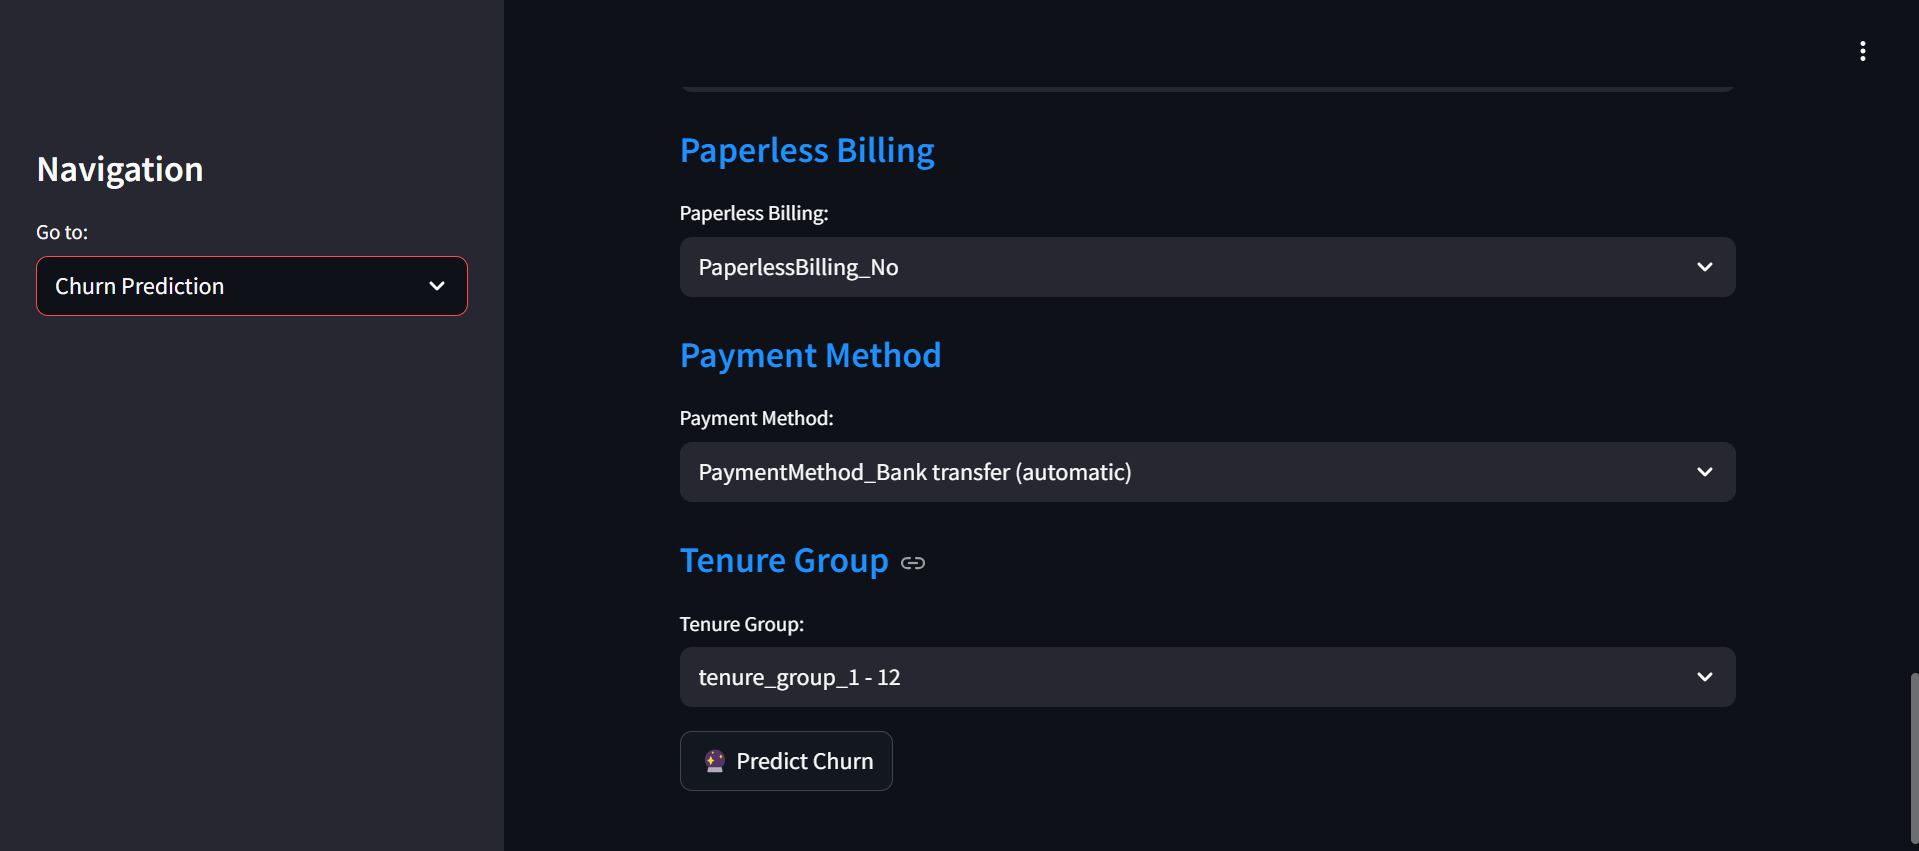 Navigation
Go to:
Churn Prediction
Paperless Billing
Paperless Billing:
PaperlessBilling_No
Payment Method
Payment Method:
PaymentMethod_Bank transfer (automatic)
Tenure Group
Tenure Group:
tenure_group_1 - 12
Predict Churn